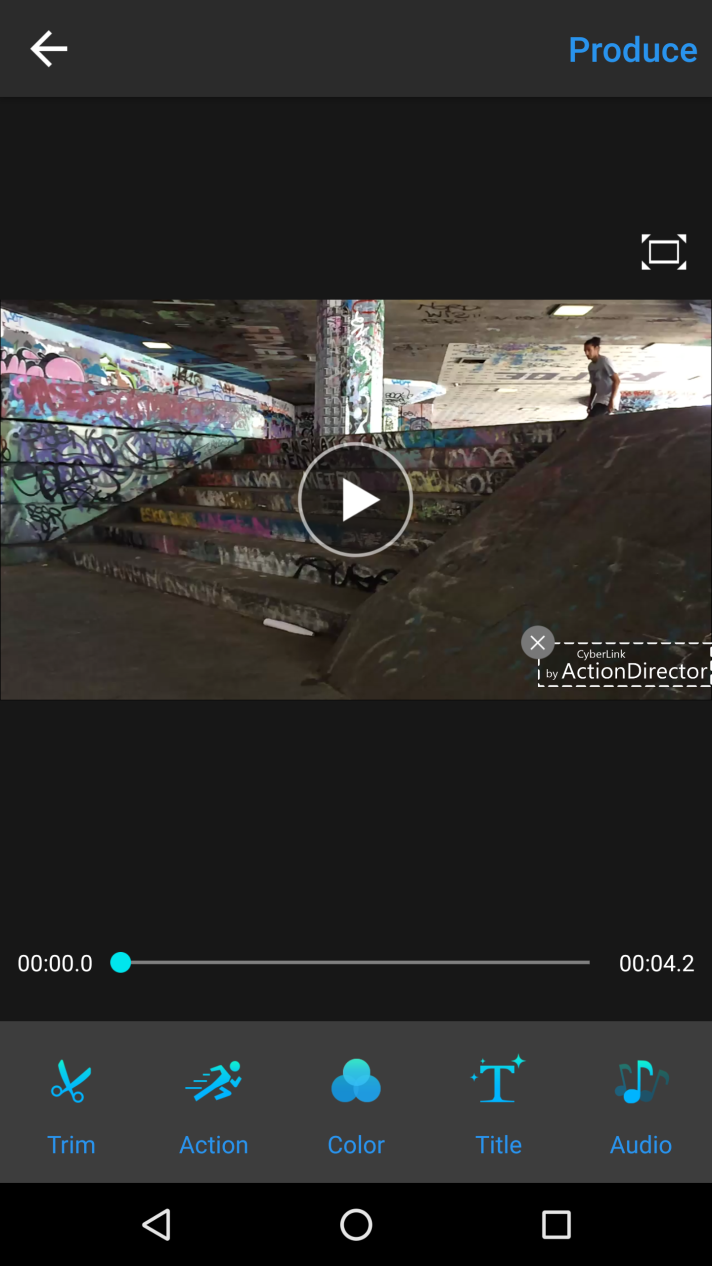 Produce
CyberLink
by ActionDirector
00:00.0
00:04.2
Trim
Action
Color
Title
Audio